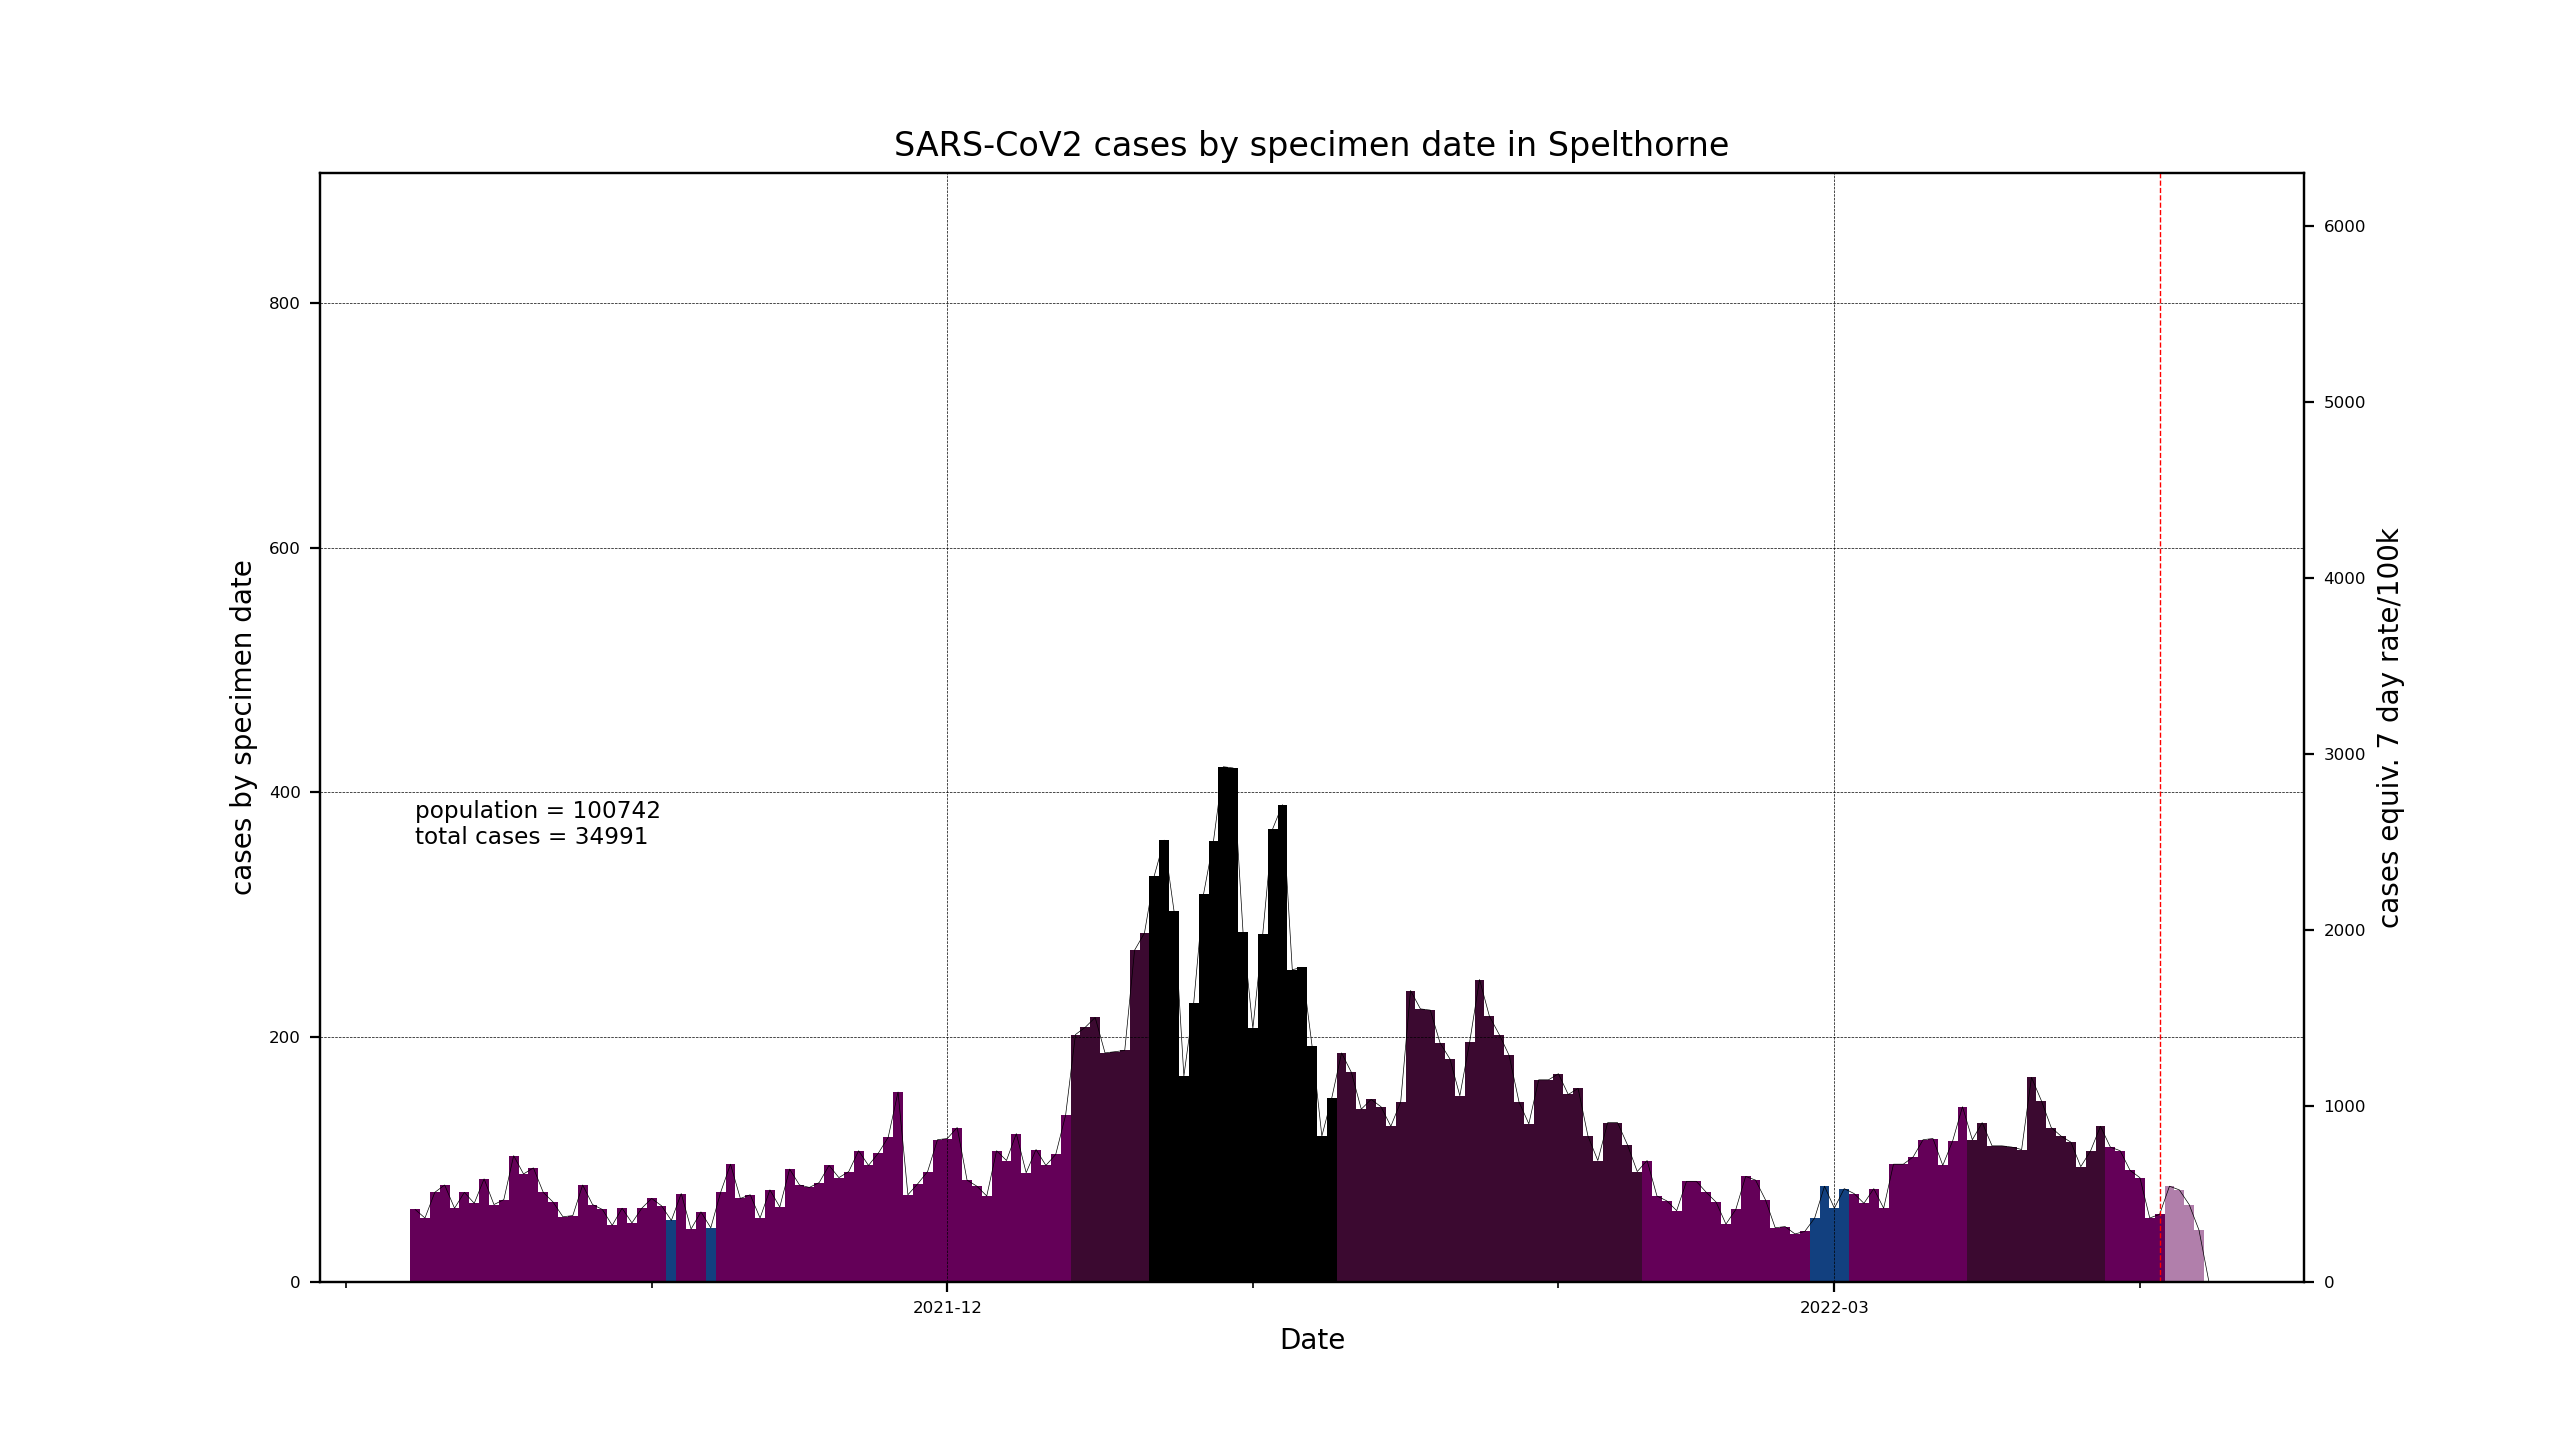 SARS-CoV2 cases by specimen date in Spelthorne
cases by specimen date
800
600
400
200
0
population = 100742
total cases = 34991
6000
5000
4000
3000
2000
1000
0
cases equiv. 7 day rate/100k
2021-12
2022-03
Date